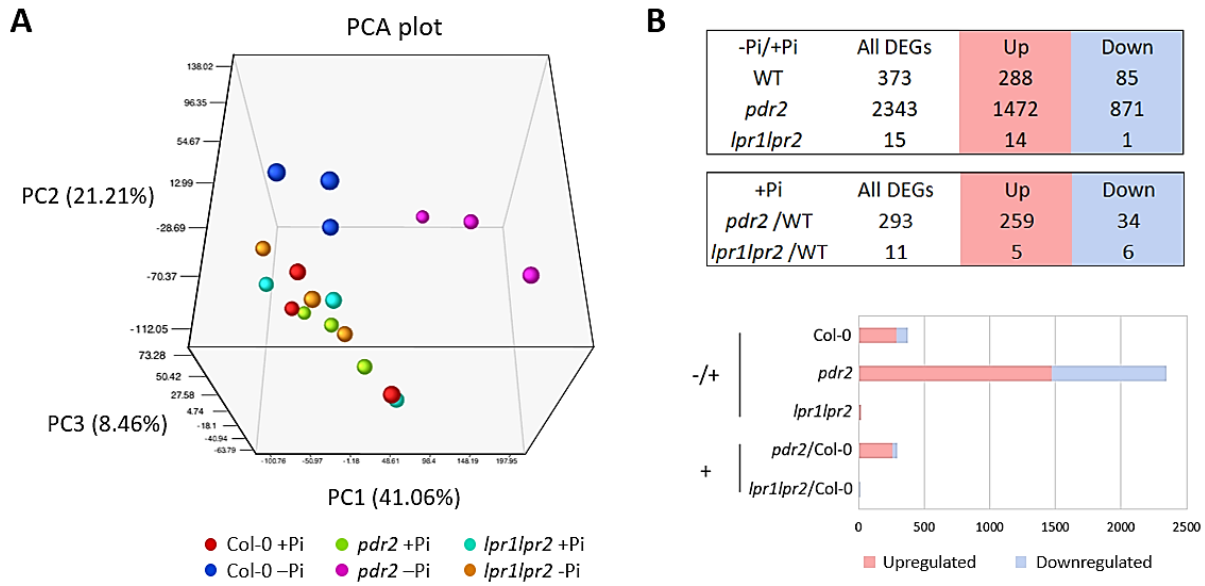 A
PCA plot
138.02
96.35
54.67
12.99
PC2 (21.21%)
-28.69
-70.37
-112.05
73.28
50.42
27.58
4.74
-18.1
-40.94
-63.79
PC3 (8.46%)
-100.76 -50.97 -1.18 48.61 98.4 148.19 197.95
PC1 (41.06%)
Col-0 +Pi pdr2 +Pi lpr1lpr2 +Pi
Col-0 –Pi pdr2 –Pi lpr1lpr2 -Pi
B
-Pi/+Pi All DEGs Up Down
WT 373 288 85
pdr2 2343 1472 871
lpr1lpr2 15 14 1
+Pi All DEGs Up Down
pdr2 /WT 293 259 34
lpr1lpr2 /WT 11 5 6
-/+
Col-0
pdr2
lpr1lpr2
+
pdr2/Col-0
lpr1lpr2/Col-0
0 500 1000 1500 2000 2500
Upregulated Downregulated